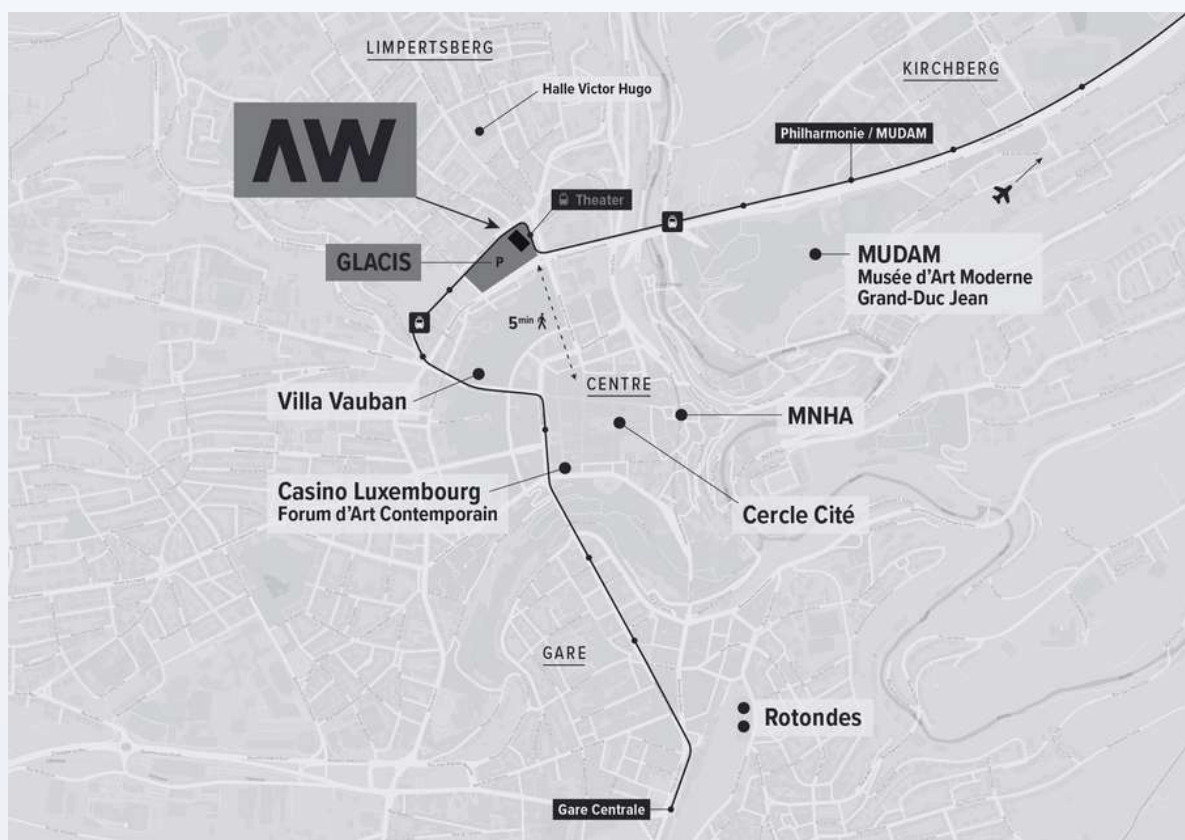 LIMPERTSBERG
KIRCHBERG
Halle Victor Hugo
AW
Philharmonie / MUDAM
Theater
GLACIS
P
MUDAM
Musée d'Art Moderne
Grand-Duc Jean
5min
CENTRE
Villa Vauban
MNHA
Casino Luxembourg
Forum d'Art Contemporain
Cercle Cité
GARE
Rotondes
Gare Centrale